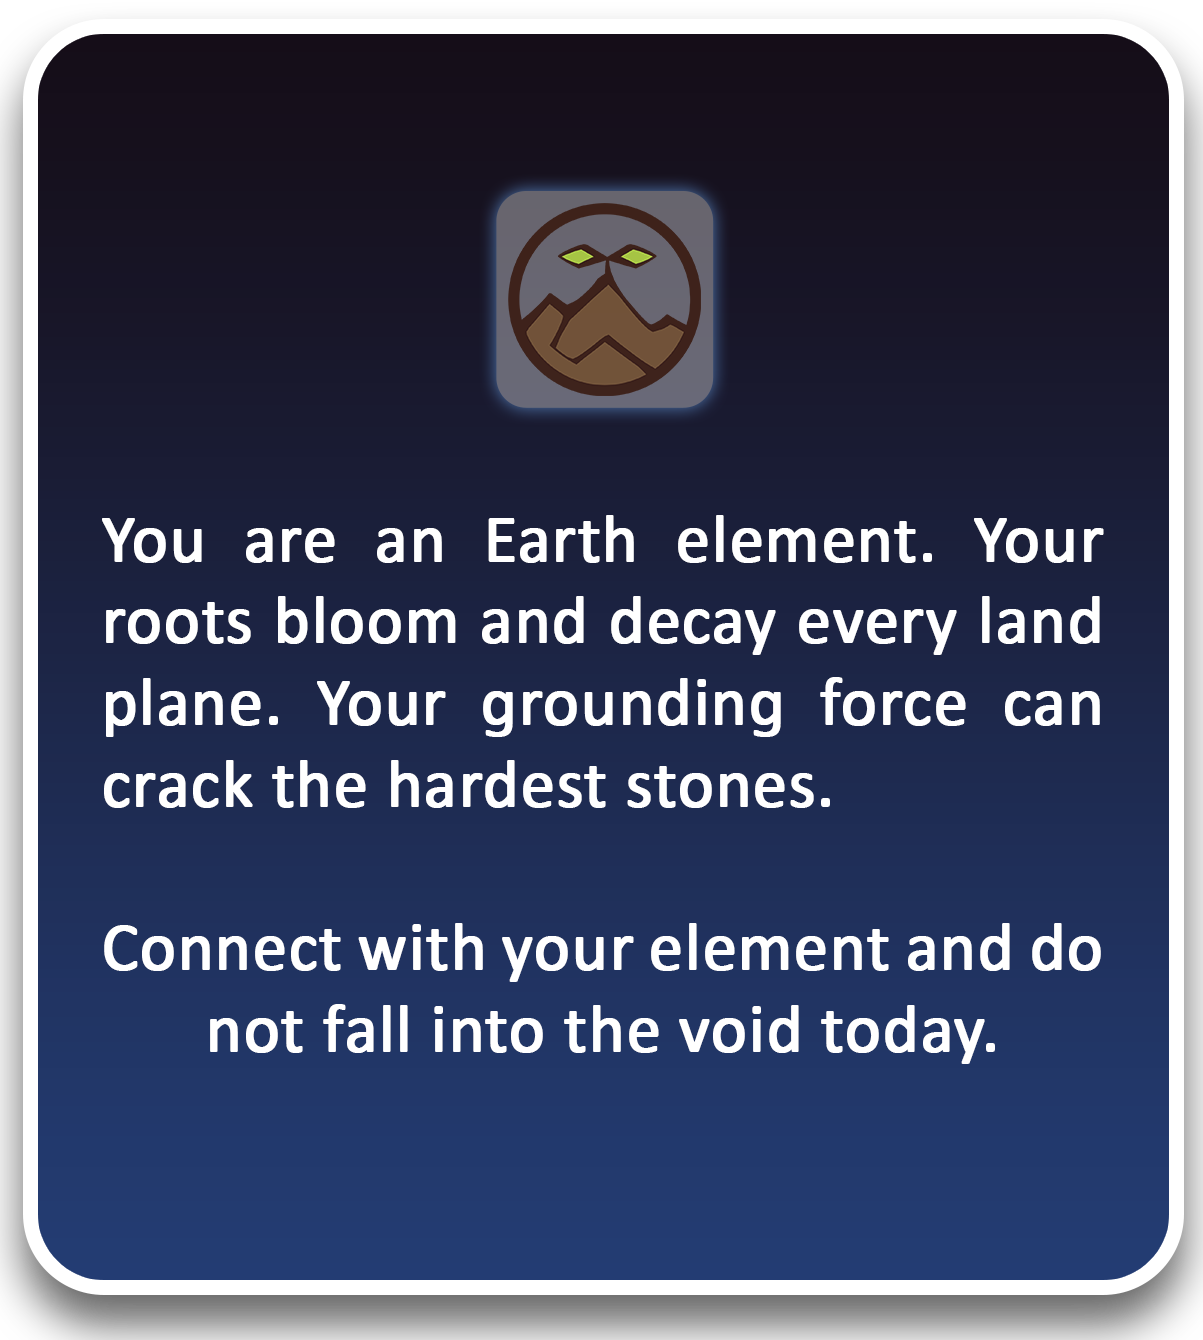 You are an Earth element. Your
roots bloom and decay every land
plane. Your grounding force can
crack the hardest stones.
Connect with your element and do
not fall into the void today.